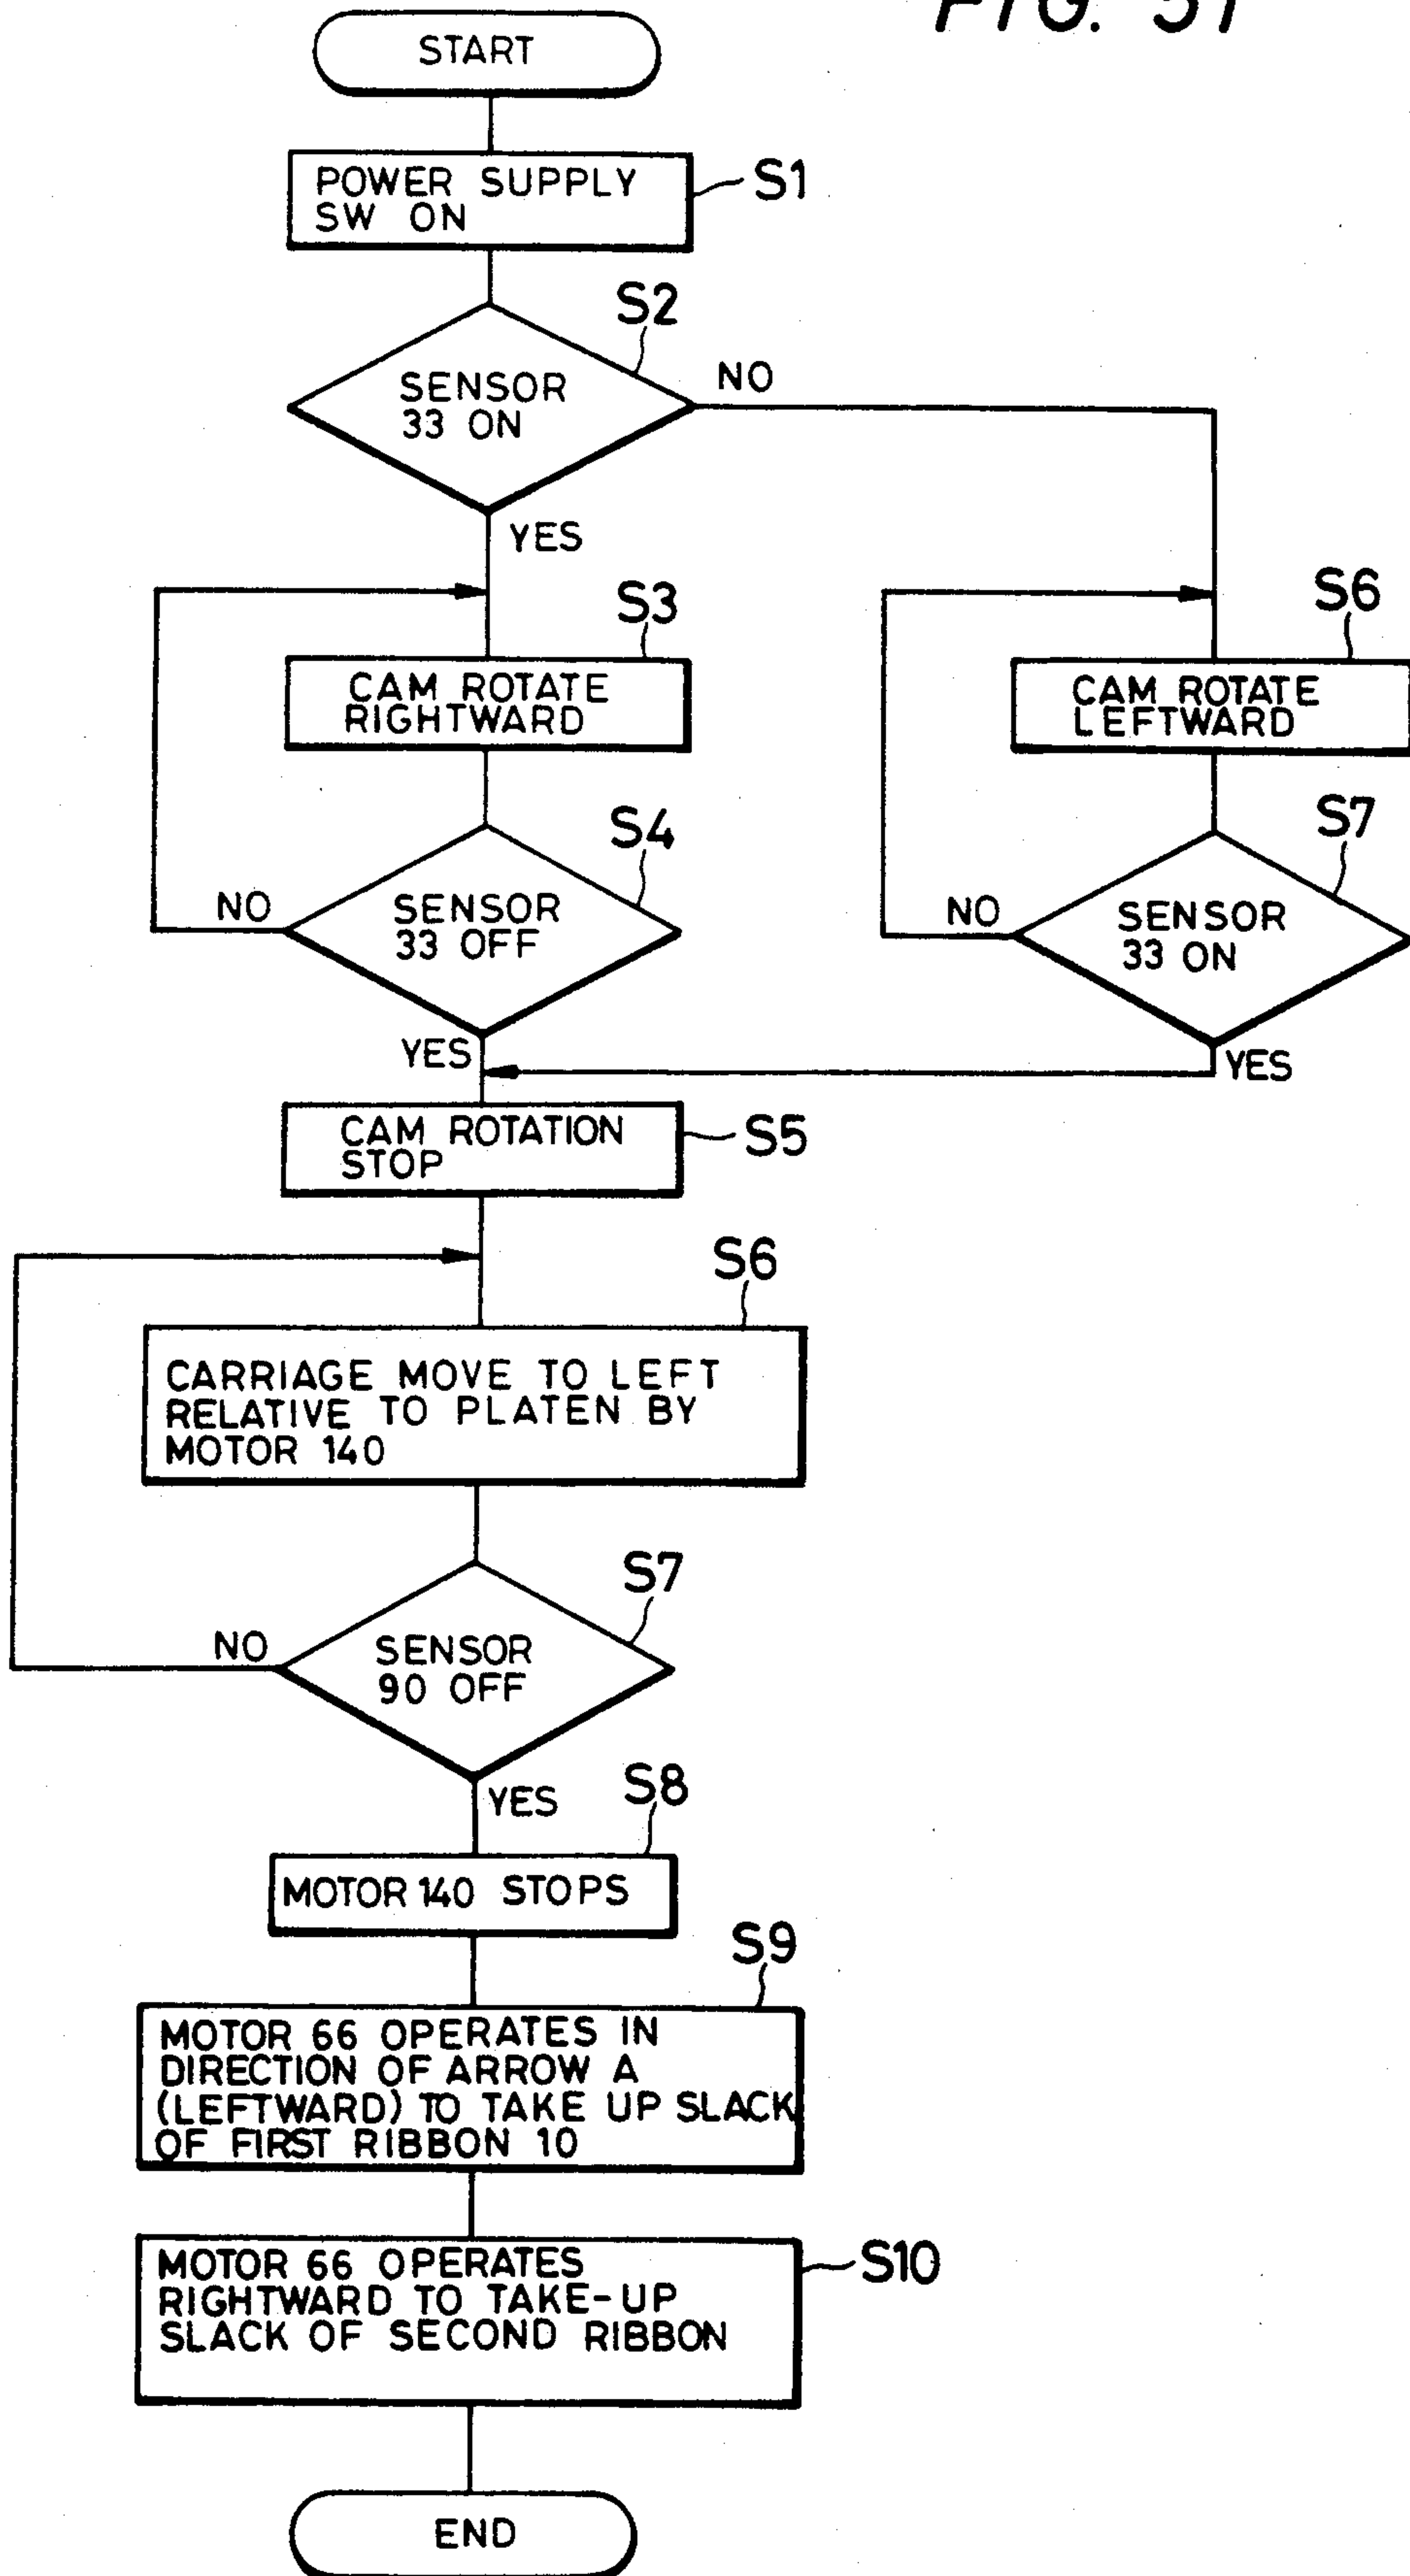 FIG. 31
START
POWER SUPPLY
SW ON
S1
S2
SENSOR
33 ON
NO
YES
S3
CAM ROTATE
RIGHTWARD
S6
CAM ROTATE
LEFTWARD
S4
SENSOR
33 OFF
NO
YES
S7
SENSOR
33 ON
NO
YES
CAM ROTATION
STOP
S5
S6
CARRIAGE MOVE TO LEFT
RELATIVE TO PLATEN BY
MOTOR 140
S7
SENSOR
90 OFF
NO
YES
S8
MOTOR 140 STOPS
S9
MOTOR 66 OPERATES IN
DIRECTION OF ARROW A
(LEFTWARD) TO TAKE UP SLACK
OF FIRST RIBBON 10
MOTOR 66 OPERATES
RIGHTWARD TO TAKE-UP
SLACK OF SECOND RIBBON
S10
END